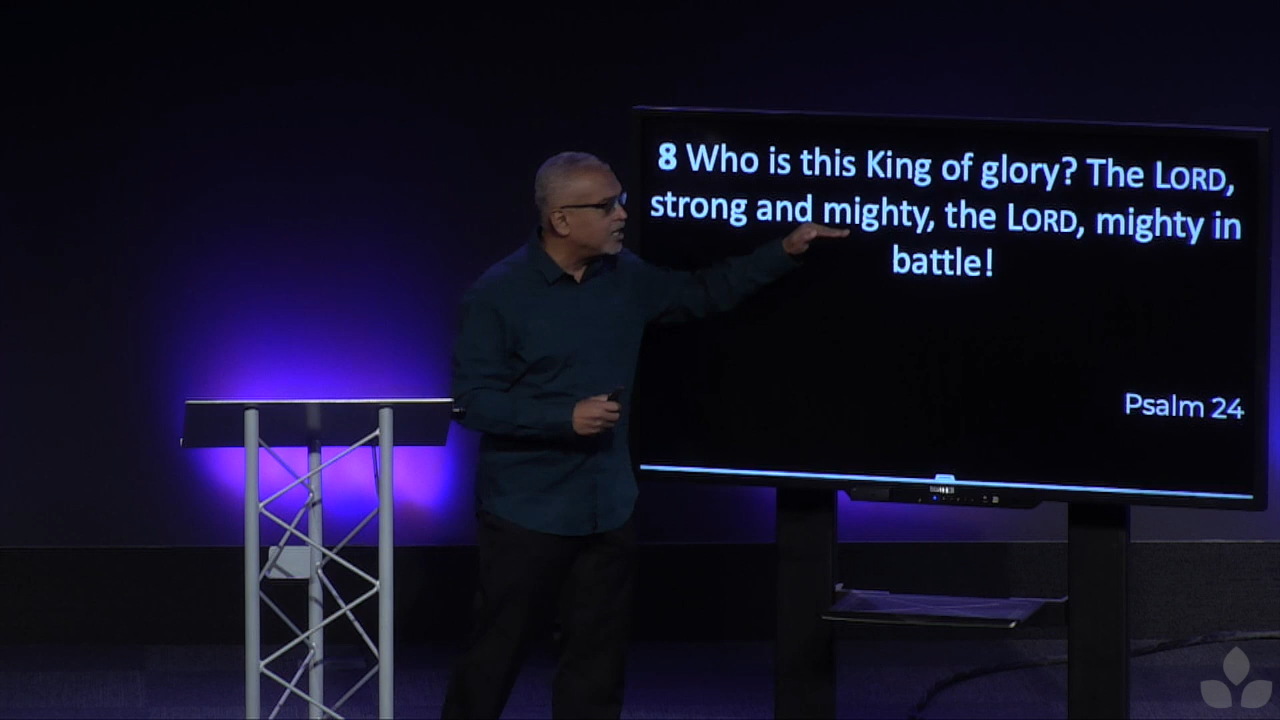 8 Who is this King of glory? The LORD,
strong and mighty, the LORD, mighty in
battle!
Psalm 24